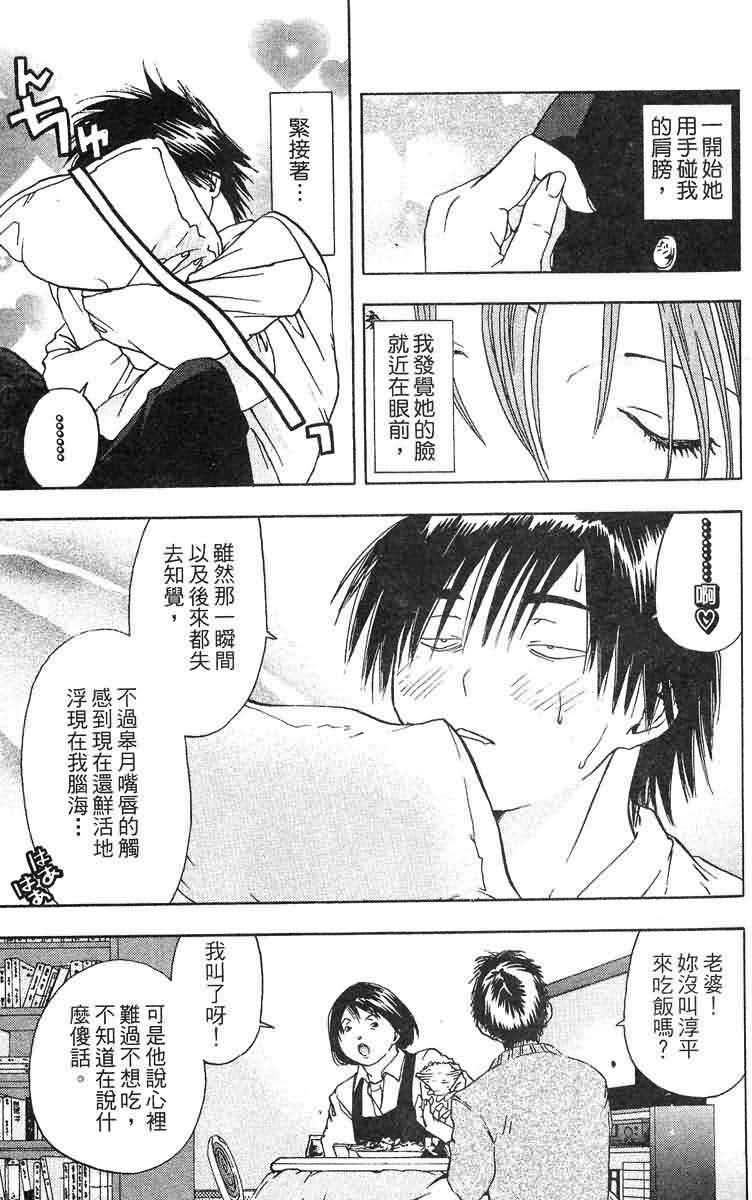 一開始她
用手碰我
的肩膀，
我發覺她的臉
就近在眼前，
緊接著…
ちゅ
ん
……
……啊♡
雖然那一瞬間
以及後來都失
去知覺，
不過皋月嘴唇的觸
感到現在還鮮活地
浮現在我腦海…
はぁ
はぁ
老婆！
妳沒叫淳平
來吃飯嗎？
我叫了呀！
可是他說心裡
難過不想吃，
不知道在說什
麼傻話。